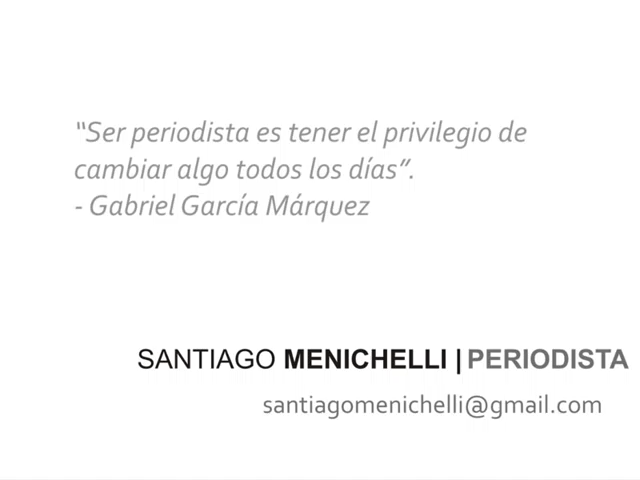 “Ser periodista es tener el privilegio de
cambiar algo todos los días”.
- Gabriel García Márquez
SANTIAGO MENICHELLI | PERIODISTA
santiagomenichelli@gmail.com